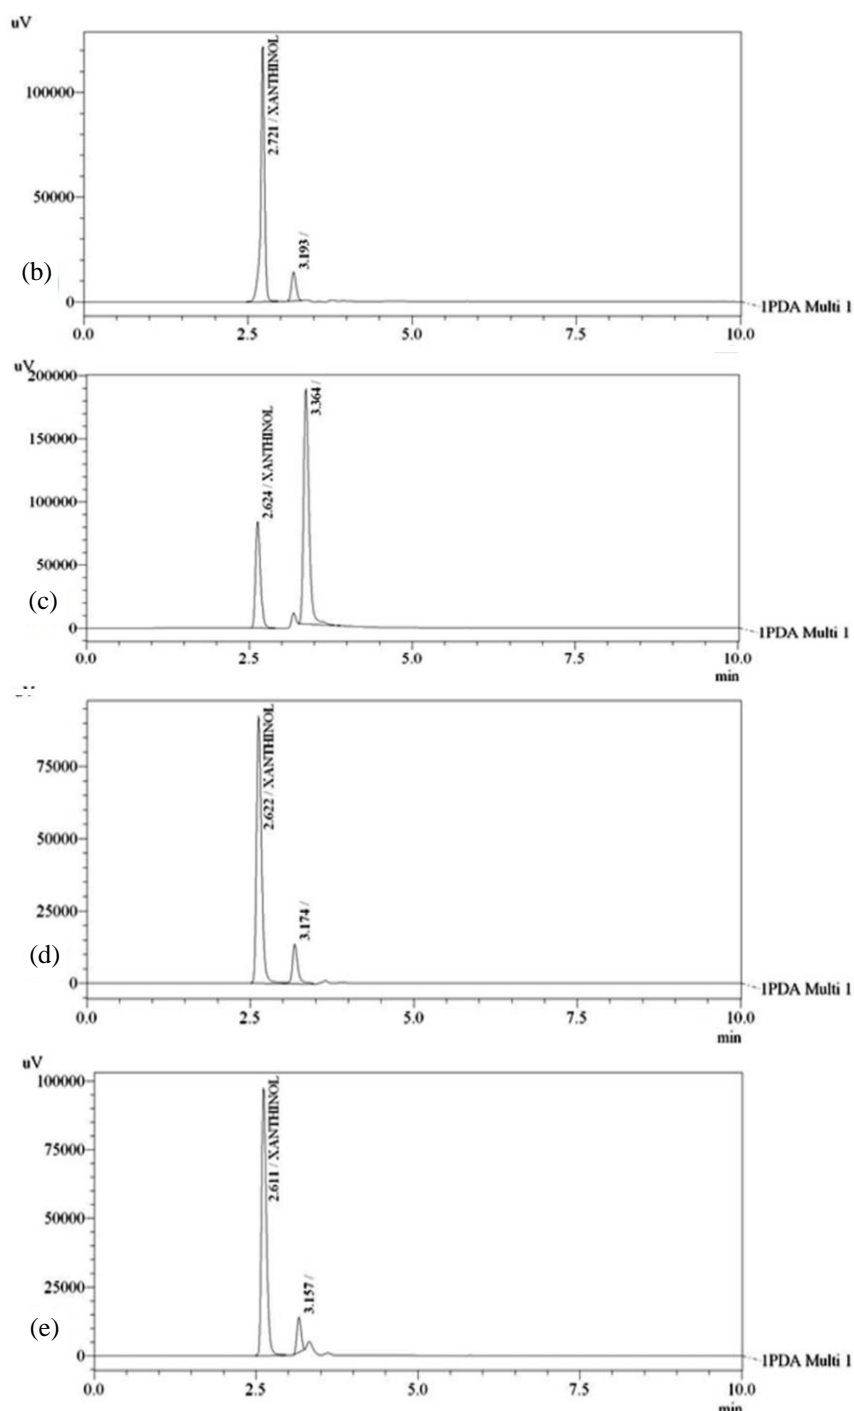 uV
100000
2.721 / XANTHINOL
50000
3.193 /
(b)
0
1PDA Multi 1
0.0 2.5 5.0 7.5 10.0
uV
200000
3.364 /
2.624 / XANTHINOL
150000
100000
50000
(c)
0
1PDA Multi 1
0.0 2.5 5.0 7.5 10.0
min
2.622 / XANTHINOL
75000
50000
3.174 /
25000
(d)
0
1PDA Multi 1
0.0 2.5 5.0 7.5 10.0
min
uV
100000
2.611 / XANTHINOL
75000
50000
3.157 /
25000
(e)
0
1PDA Multi 1
0.0 2.5 5.0 7.5 10.0
min